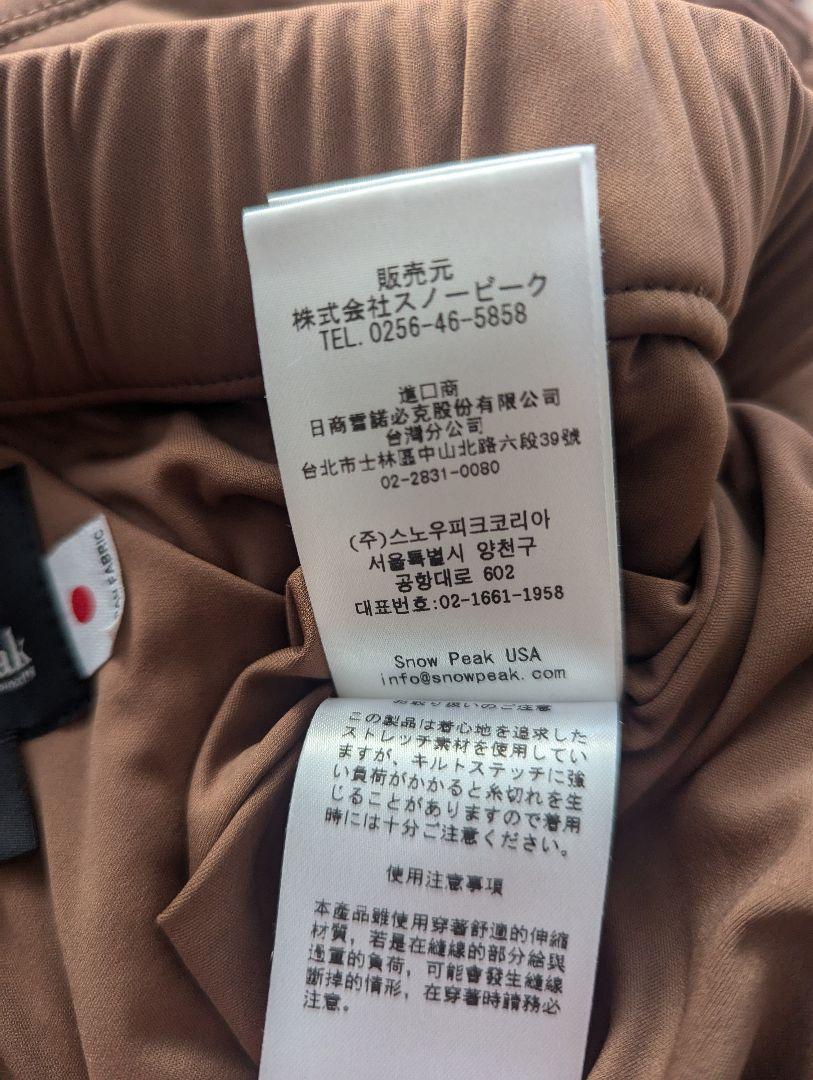 販売元
株式会社スノーピーク
TEL. 0256-46-5858
進口商
日商雪諾必克股份有限公司
台灣分公司
台北市士林區中山北路六段39號
02-2831-0080
(주)스노우피크코리아
서울특별시 양천구
공항대로 602
대표번호:02-1661-1958
Snow Peak USA
info@snowpeak.com
お取り扱いのご注意
この製品は着心地を追求した
ストレッチ素材を使用してい
ますが、キルトステッチに強
い負荷がかかると糸切れを生
じることがありますので着用
時には十分ご注意ください。
使用注意事項
本產品雖使用穿著舒適的伸縮
材質，若是在縫線的部分給與
過重的負荷，可能會發生縫線
斷掉的情形，在穿著時請務必
注意。
FABRIC